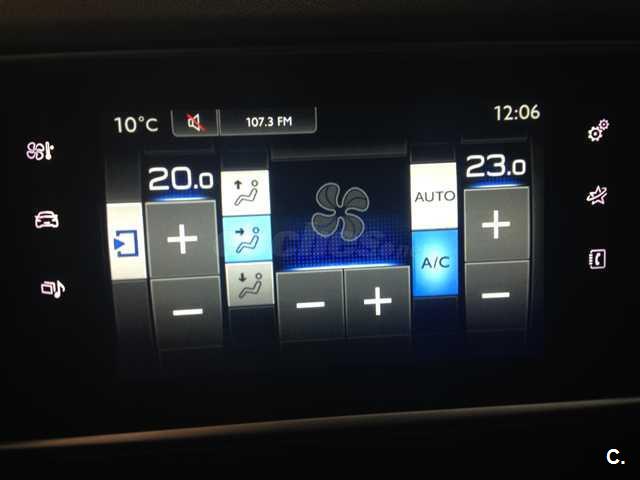 10°C
107.3 FM
12:06
20.0
23.0
AUTO
A/C
+
+
− +
−
−
C.